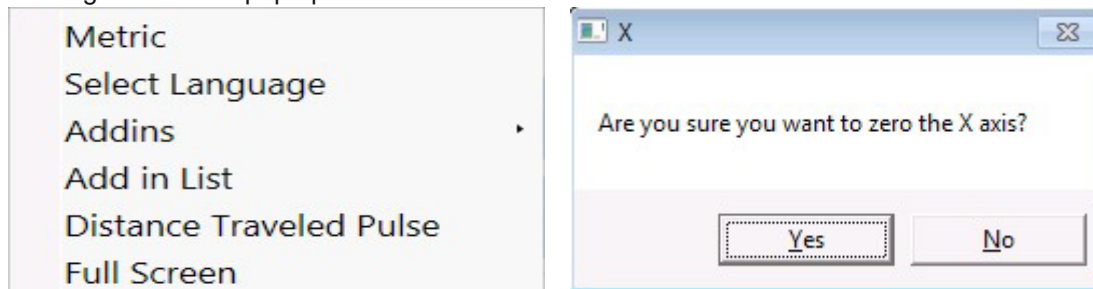 Metric
Select Language
Addins
Add in List
Distance Traveled Pulse
Full Screen
X
Are you sure you want to zero the X axis?
Yes
No